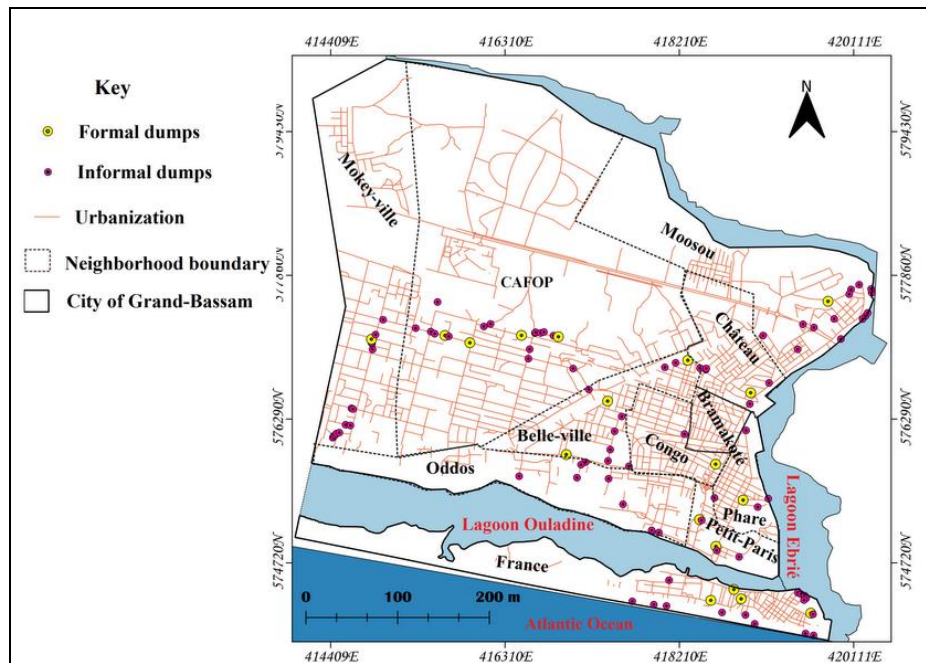 414409E 416310E 418210E 420111E
Key
Formal dumps
Informal dumps
Urbanization
Neighborhood boundary
City of Grand-Bassam
N
579430N
577860N
576290N
574720N
579430N
577860N
576290N
574720N
Mokey-ville
Moosou
CAFOP
Château
Bramakoté
Belle-ville
Congo
Oddos
Phare
Petit-Paris
Lagoon Ouladine
Lagoon Ebrié
France
0 100 200 m
Atlantic Ocean
414409E 416310E 418210E 420111E